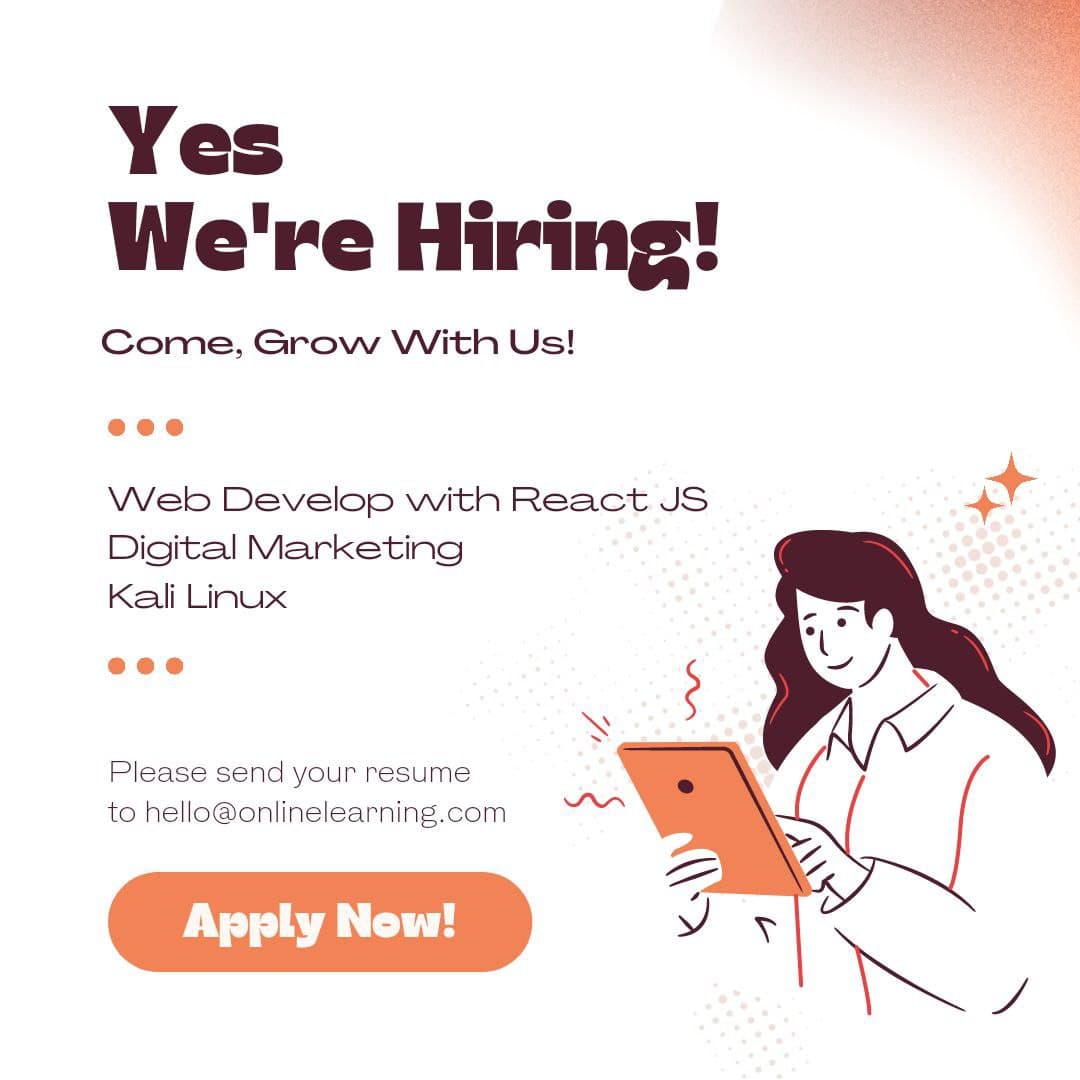 Yes
We're Hiring!
Come, Grow With Us!
Web Develop with React JS
Digital Marketing
Kali Linux
Please send your resume
to hello@onlinelearning.com
Apply Now!